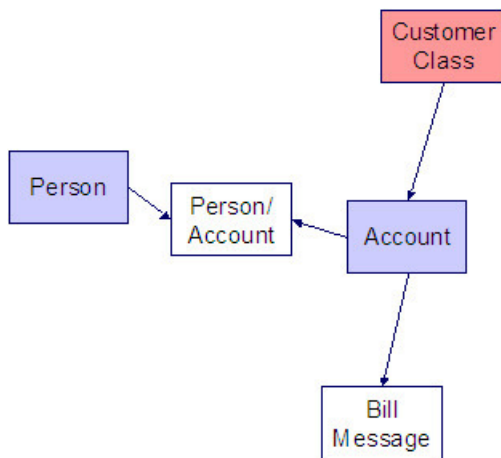 Customer
Class
Person
Person/
Account
Account
Bill
Message